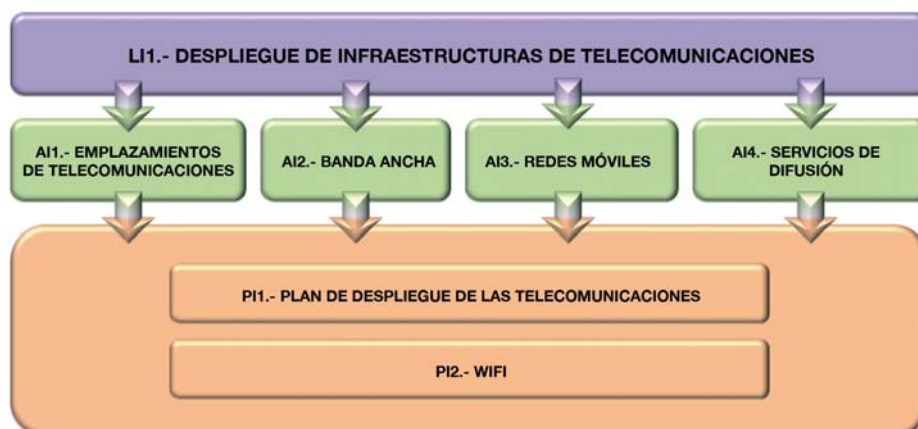 LI1.- DESPLIEGUE DE INFRAESTRUCTURAS DE TELECOMUNICACIONES
AI1.- EMPLAZAMIENTOS
DE TELECOMUNICACIONES
AI2.- BANDA ANCHA
AI3.- REDES MÓVILES
AI4.- SERVICIOS DE
DIFUSIÓN
PI1.- PLAN DE DESPLIEGUE DE LAS TELECOMUNICACIONES
PI2.- WIFI